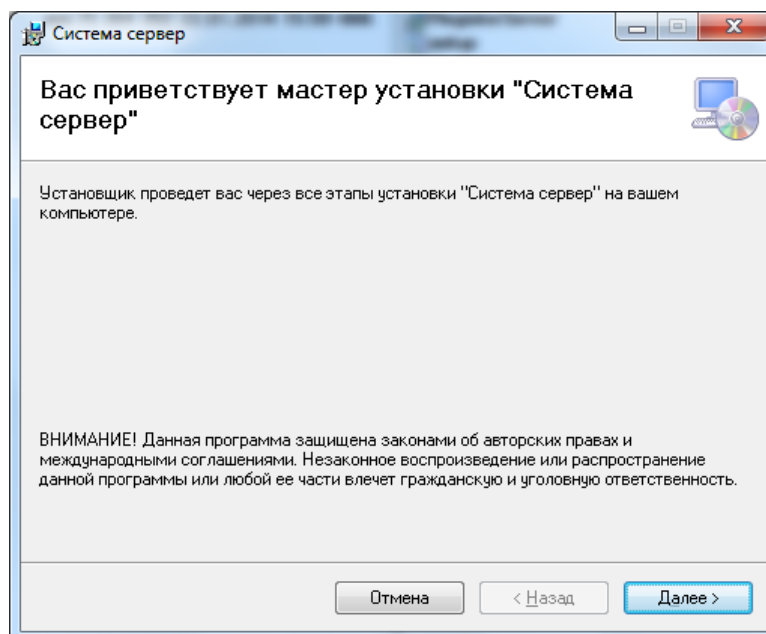 Система сервер
Вас приветствует мастер установки "Система
сервер"
Установщик проведет вас через все этапы установки "Система сервер" на вашем
компьютере.
ВНИМАНИЕ! Данная программа защищена законами об авторских правах и
международными соглашениями. Незаконное воспроизведение или распространение
данной программы или любой ее части влечет гражданскую и уголовную ответственность.
Отмена
< Назад
Далее >